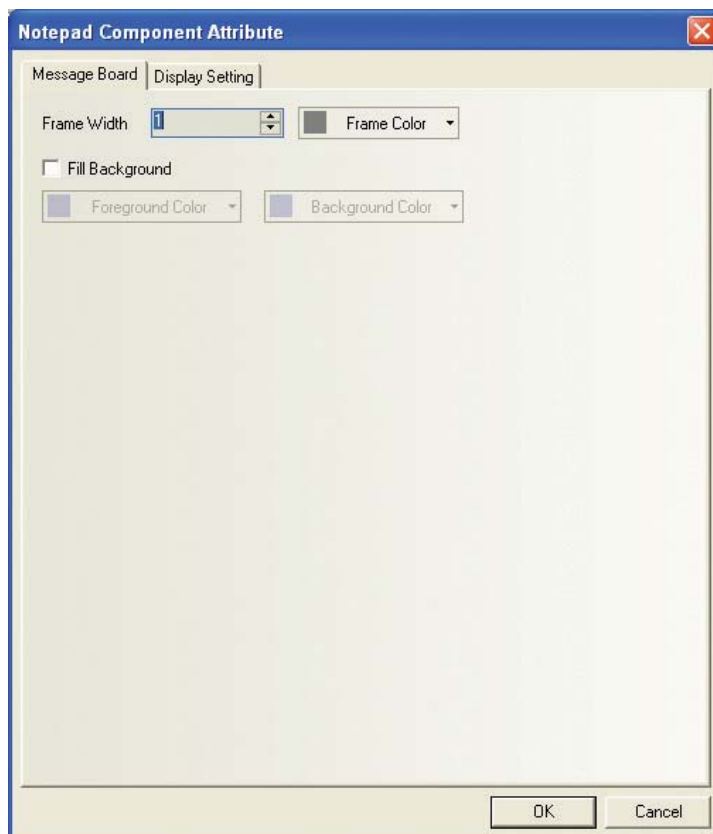 Notepad Component Attribute
Message Board Display Setting
Frame Width 1 Frame Color
Fill Background
Foreground Color Background Color
OK Cancel